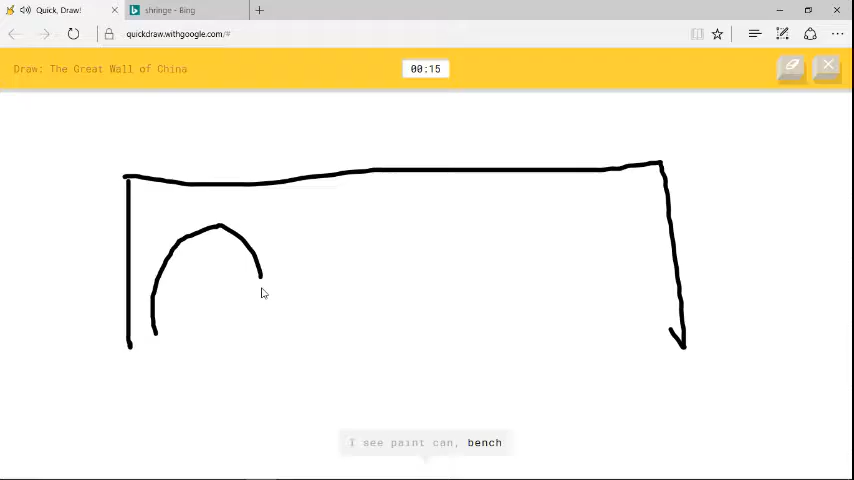 Quick, Draw!
shringe - Bing
quickdraw.withgoogle.com/#
Draw: The Great Wall of China
00:15
I see paint can, bench